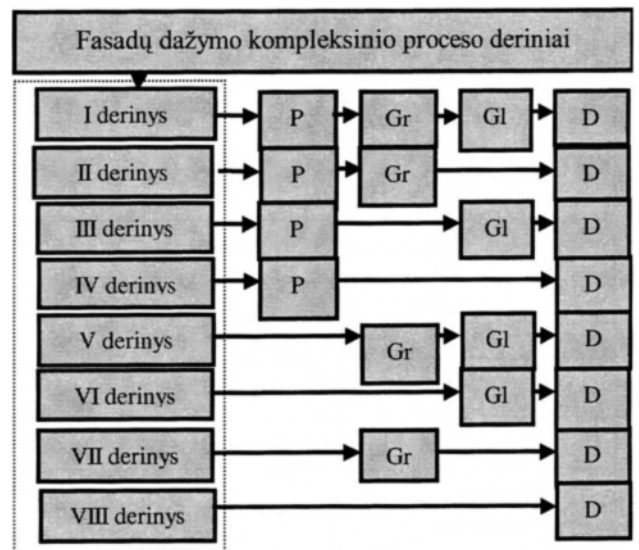 Fasadų dažymo kompleksinio proceso deriniai
I derinys P Gr Gl D
II derinys P Gr D
III derinys P Gl D
IV derinys P D
V derinys Gr Gl D
VI derinys Gl D
VII derinys Gr D
VIII derinys D